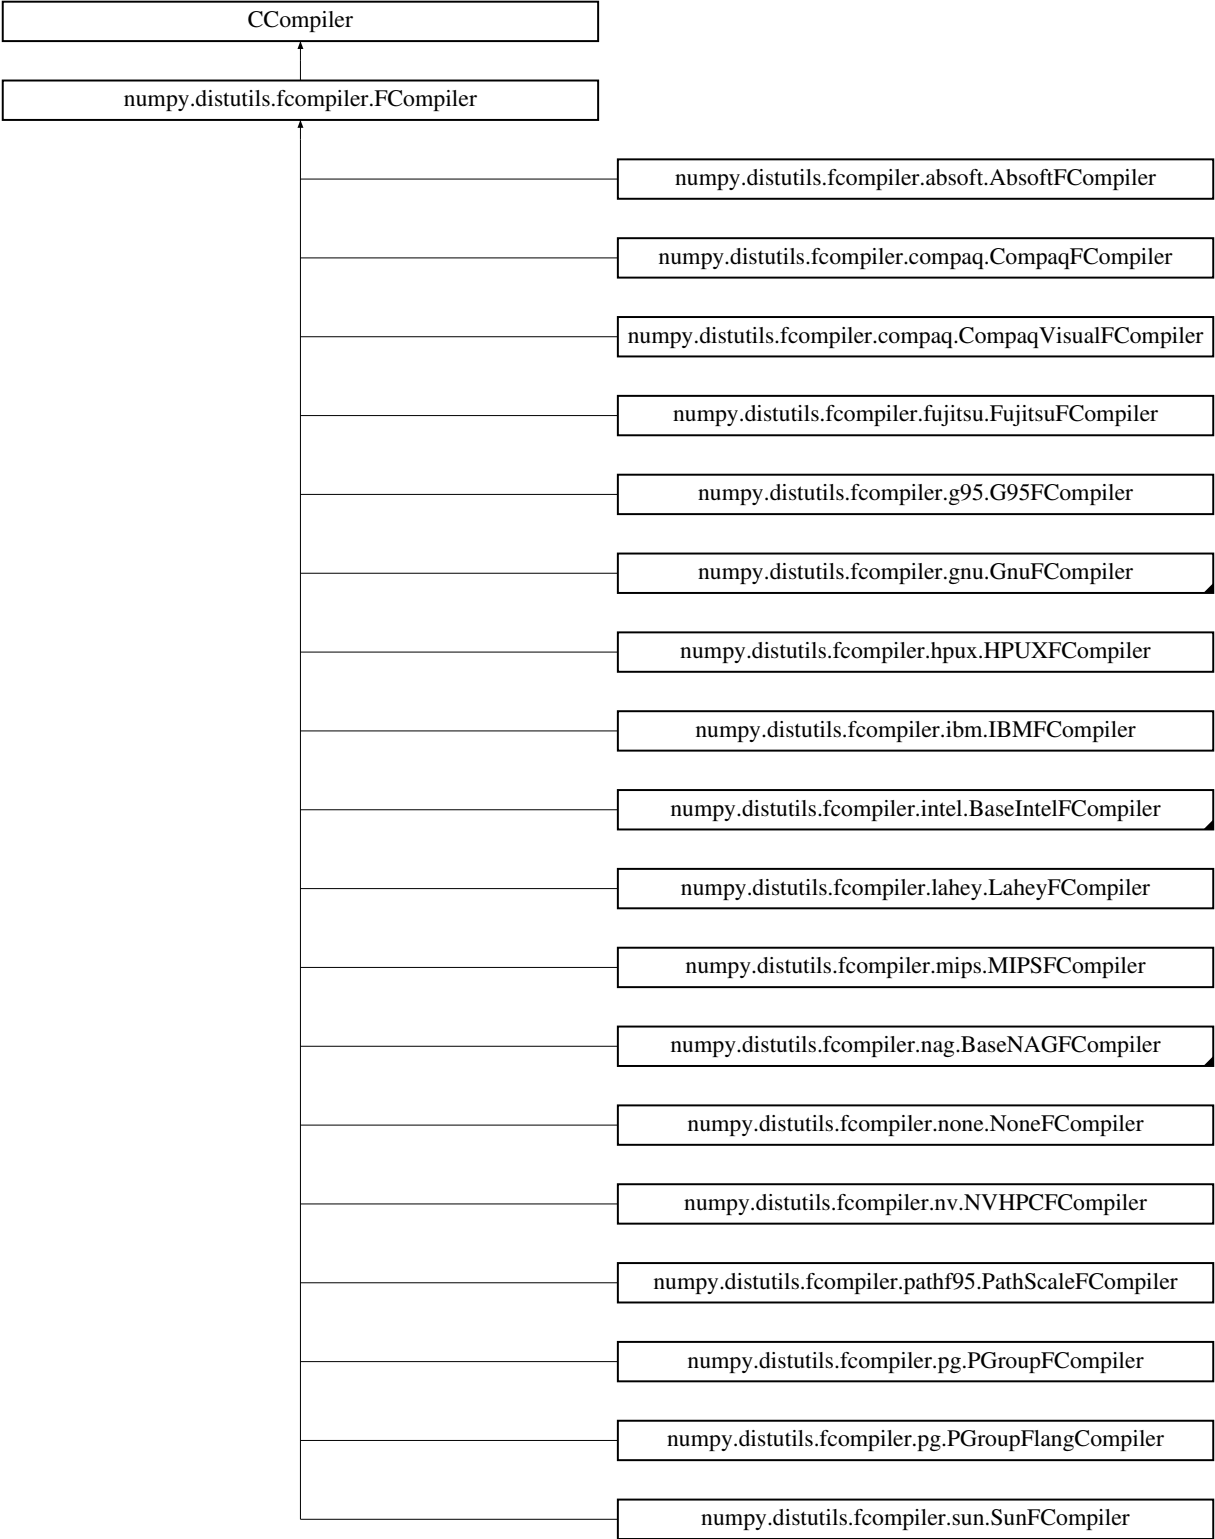 CCompiler
numpy.distutils.fcompiler.FCompiler
numpy.distutils.fcompiler.absoft.AbsoftFCompiler
numpy.distutils.fcompiler.compaq.CompaqFCompiler
numpy.distutils.fcompiler.compaq.CompaqVisualFCompiler
numpy.distutils.fcompiler.fujitsu.FujitsuFCompiler
numpy.distutils.fcompiler.g95.G95FCompiler
numpy.distutils.fcompiler.gnu.GnuFCompiler
numpy.distutils.fcompiler.hpux.HPUXFCompiler
numpy.distutils.fcompiler.ibm.IBMFCompiler
numpy.distutils.fcompiler.intel.BaseIntelFCompiler
numpy.distutils.fcompiler.lahey.LaheyFCompiler
numpy.distutils.fcompiler.mips.MIPSFCompiler
numpy.distutils.fcompiler.nag.BaseNAGFCompiler
numpy.distutils.fcompiler.none.NoneFCompiler
numpy.distutils.fcompiler.nv.NVHPCFCompiler
numpy.distutils.fcompiler.pathf95.PathScaleFCompiler
numpy.distutils.fcompiler.pg.PGroupFCompiler
numpy.distutils.fcompiler.pg.PGroupFlangCompiler
numpy.distutils.fcompiler.sun.SunFCompiler